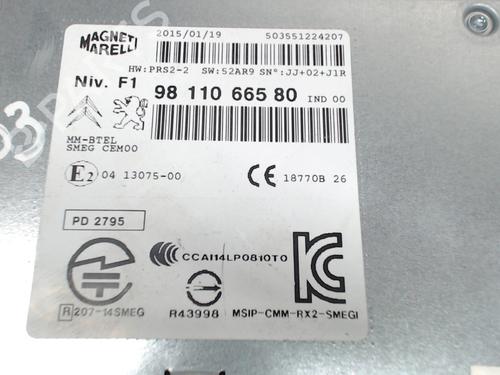 MAGNETI
MARELLI
2015/01/19 503551224207
HW:PRS2-2 SW:52AR9 SN°:JJ+02+J1R
Niv. F1 98 110 665 80 IND 00
MM-BTEL
SMEG CEM00
E2 04 13075-00 CE 18770B 26
PD 2795
CCAI14LP0810T0
R 207-14SMEG R43998 MSIP-CMM-RX2-SMEGI
03